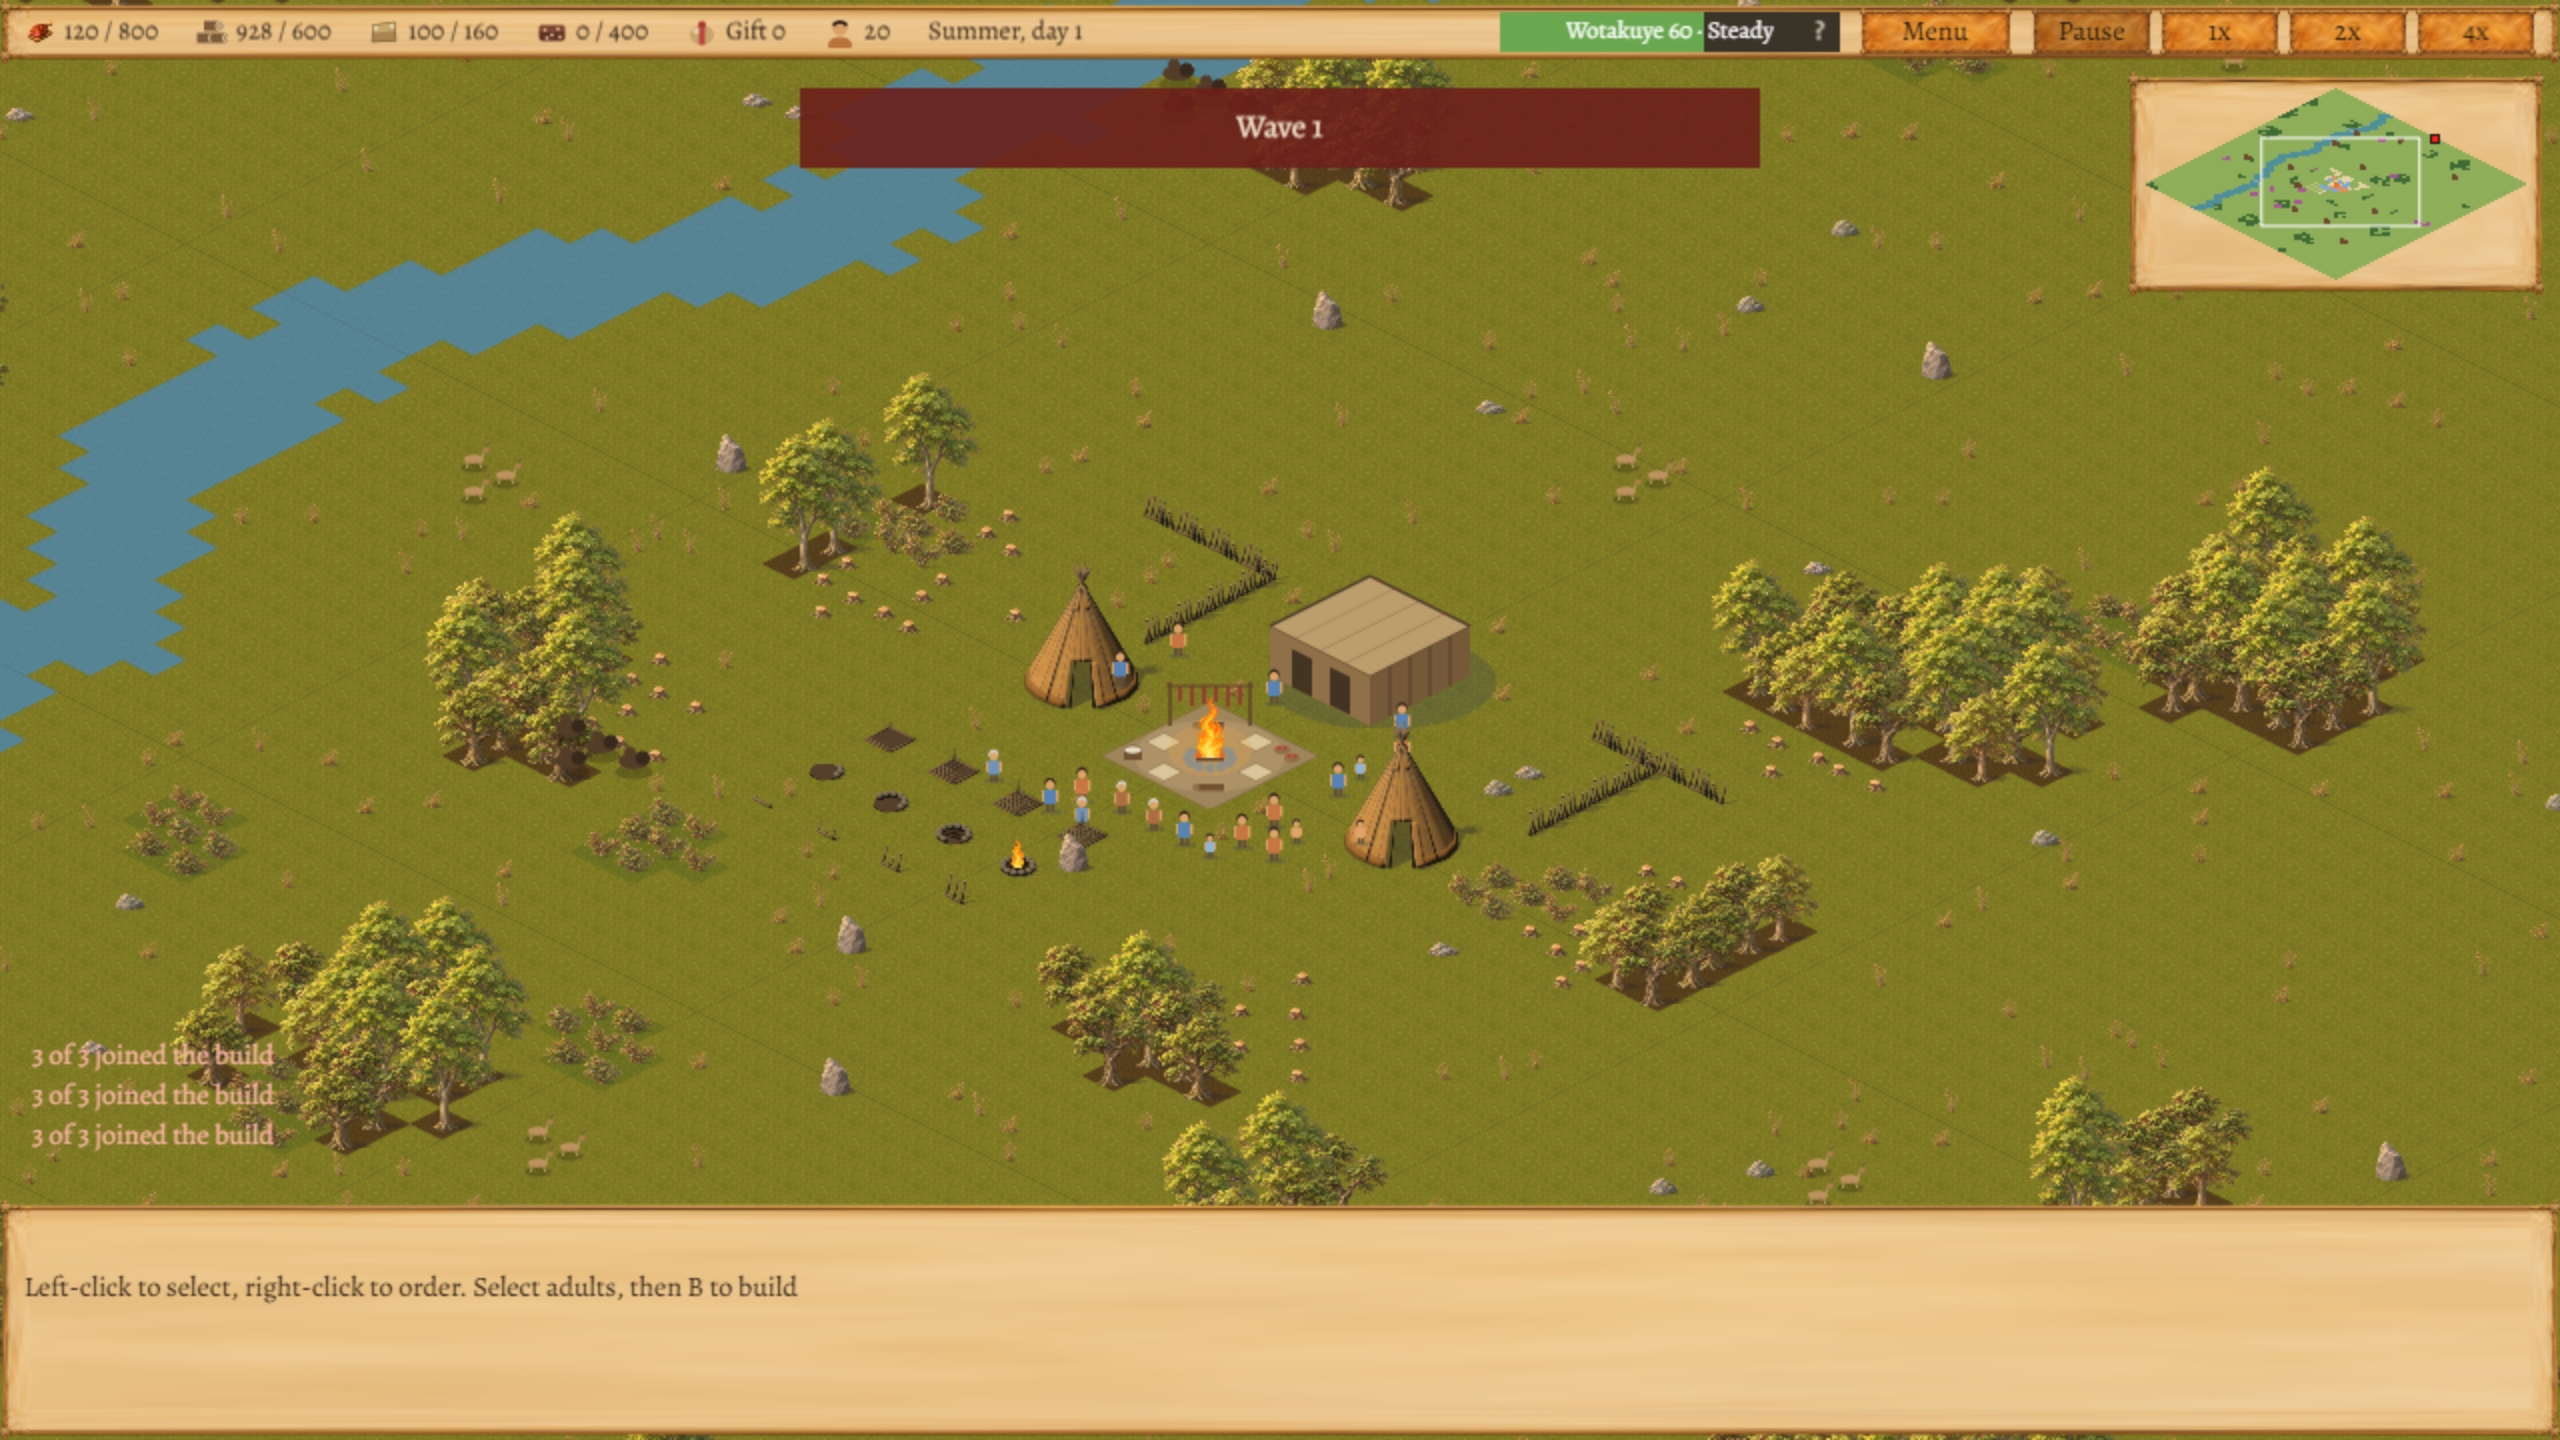 120 / 800 928 / 600 100 / 160 0 / 400 Gift 0 20 Summer, day 1 Wotakuye 60 · Steady ? Menu Pause 1x 2x 4x
Wave 1
3 of 3 joined the build
3 of 3 joined the build
3 of 3 joined the build
Left-click to select, right-click to order. Select adults, then B to build